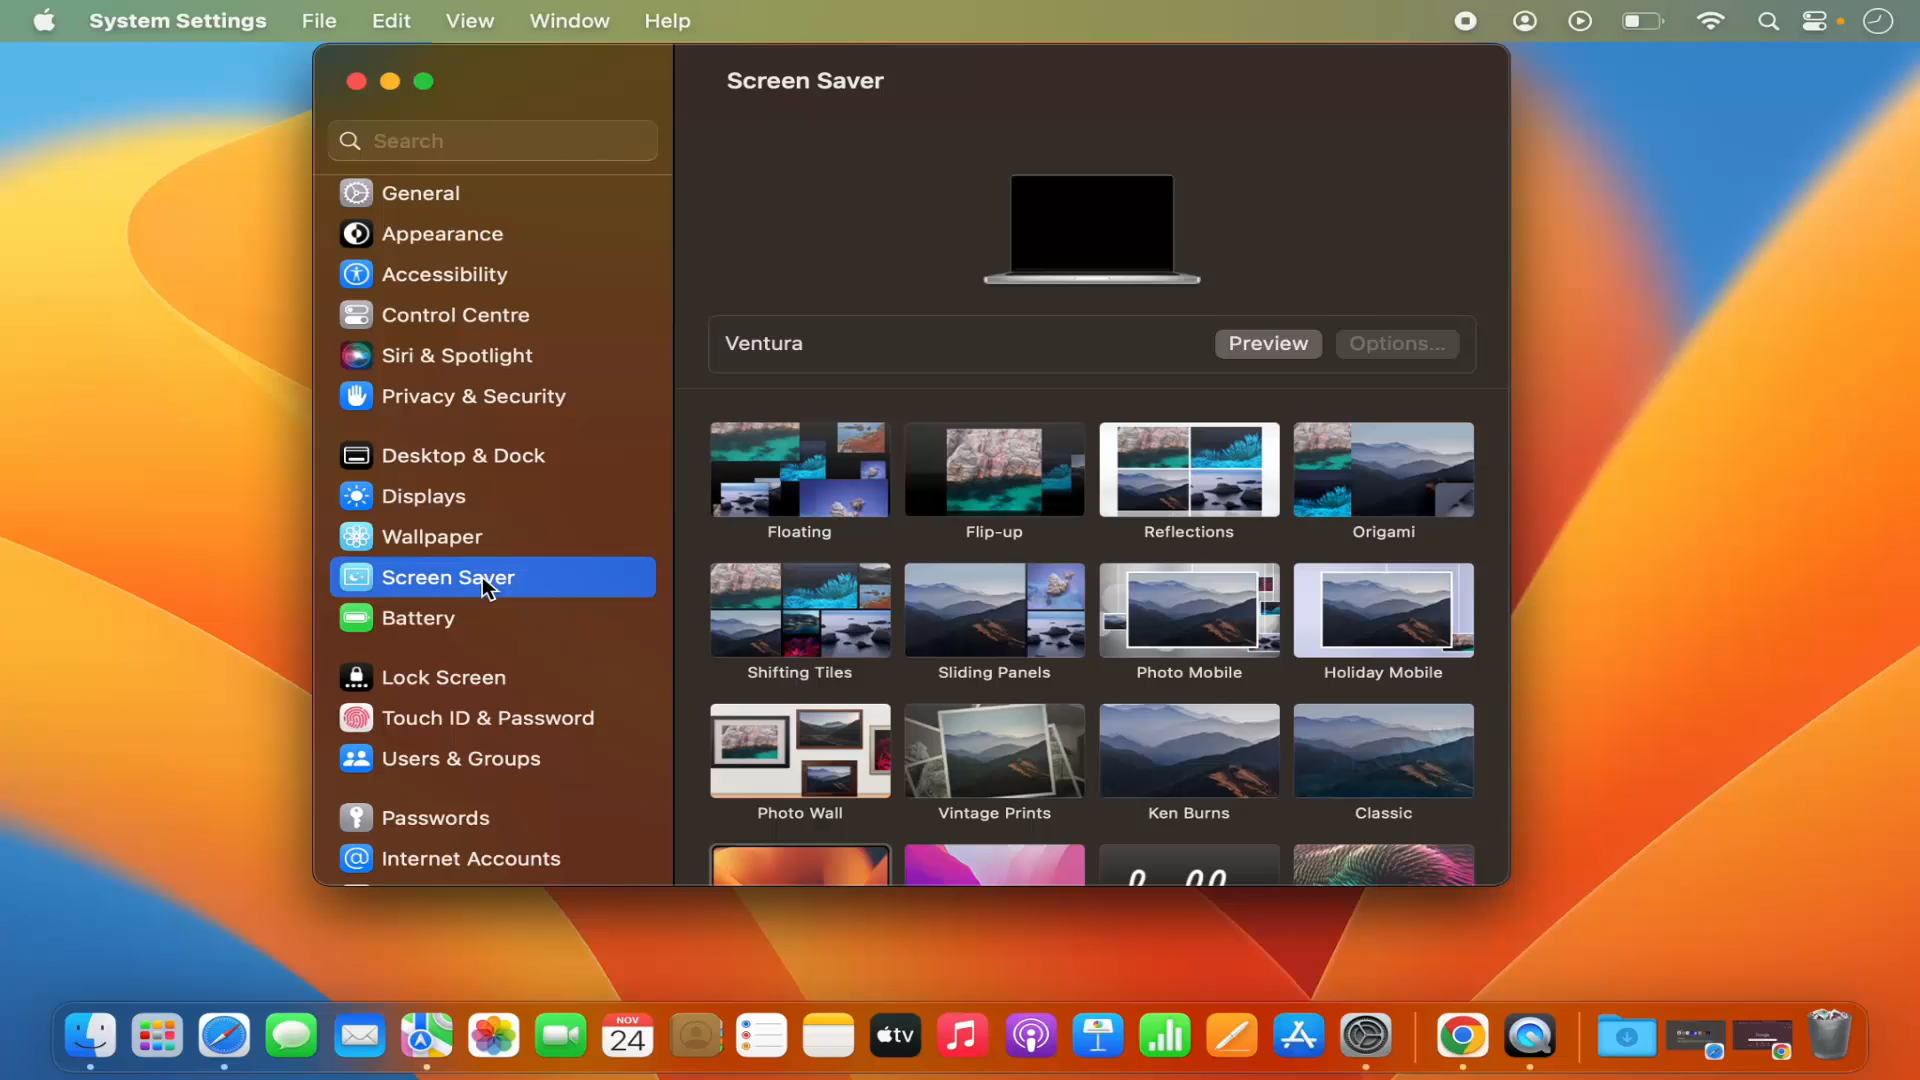 System Settings File Edit View Window Help
Screen Saver
Search
General
Appearance
Accessibility
Control Centre
Siri & Spotlight
Privacy & Security
Desktop & Dock
Displays
Wallpaper
Screen Saver
Battery
Lock Screen
Touch ID & Password
Users & Groups
Passwords
Internet Accounts
Ventura Preview Options...
Floating Flip-up Reflections Origami
Shifting Tiles Sliding Panels Photo Mobile Holiday Mobile
Photo Wall Vintage Prints Ken Burns Classic
NOV
24
tv